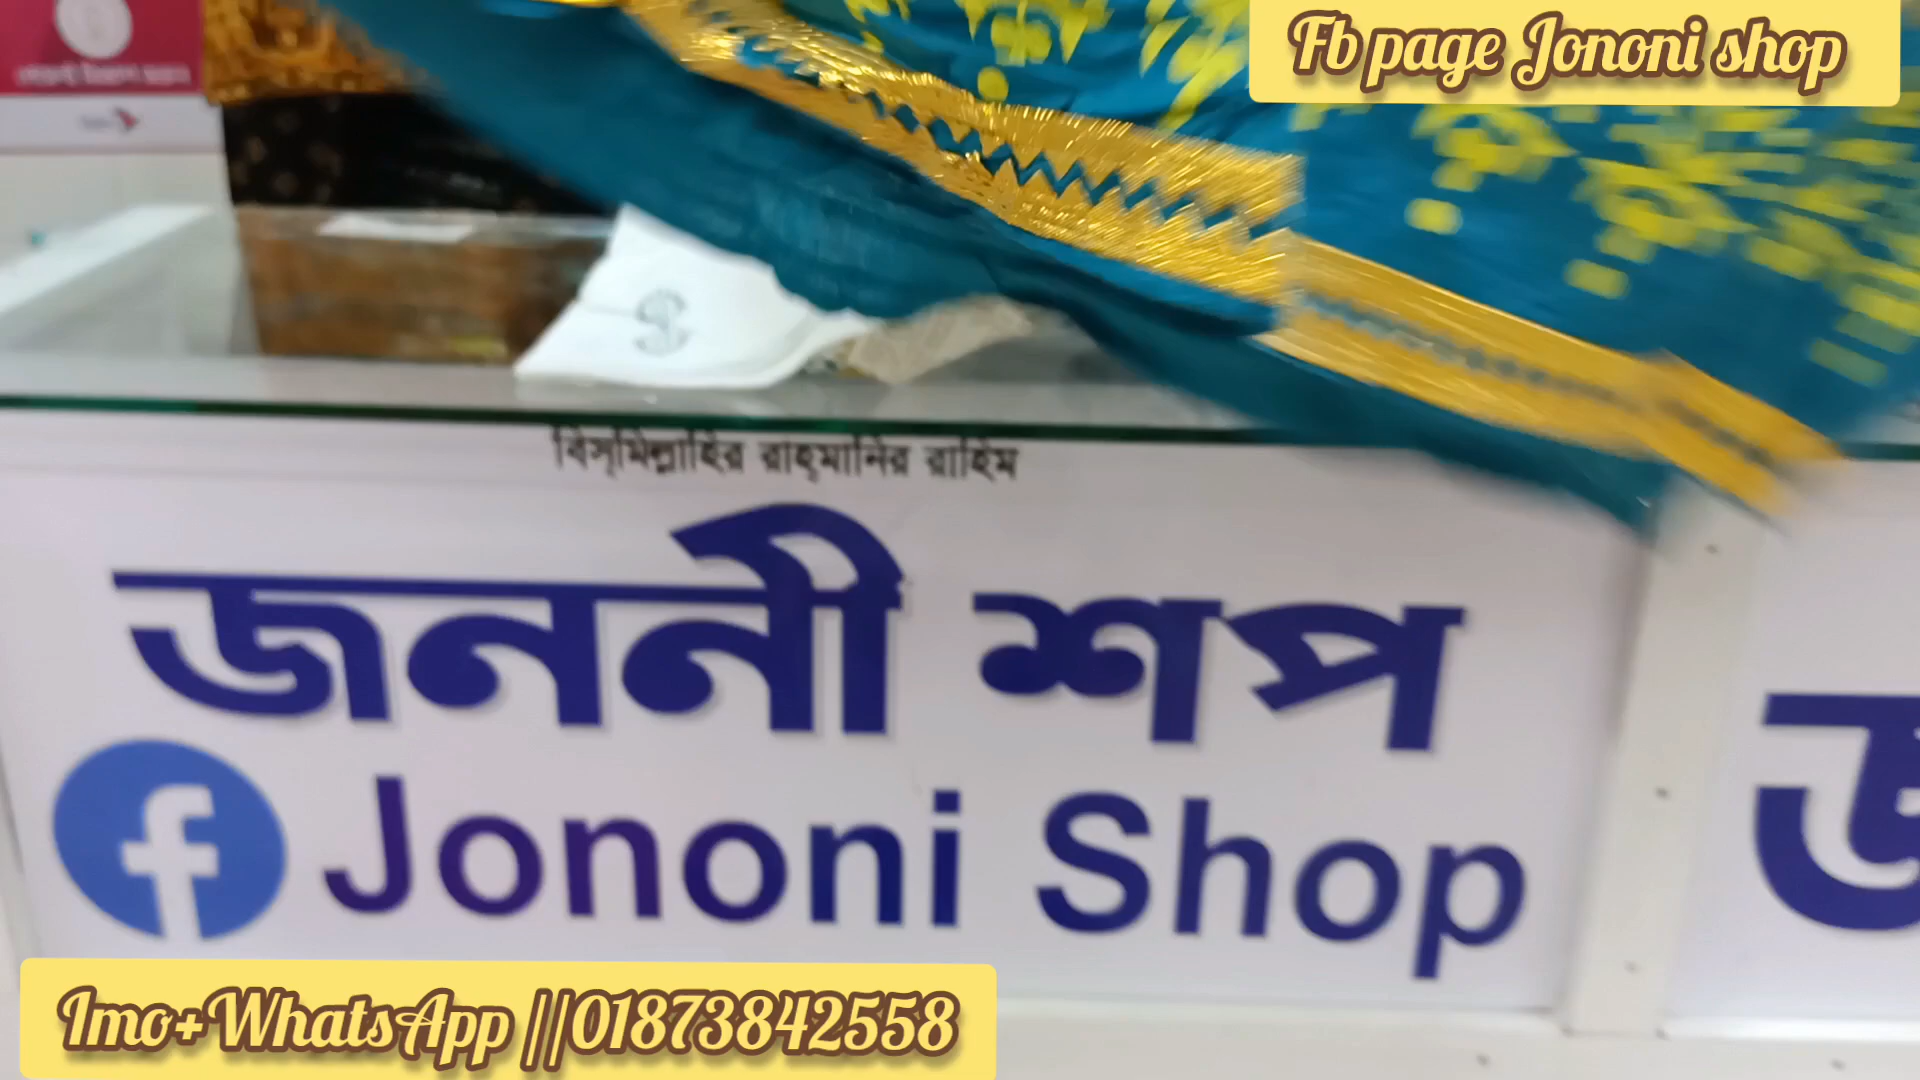 Fb page Jononi shop
বিস্‌মিল্লাহির রাহ্‌মানির রাহিম
জননী শপ
Jononi Shop
Imo+WhatsApp ||01873842558